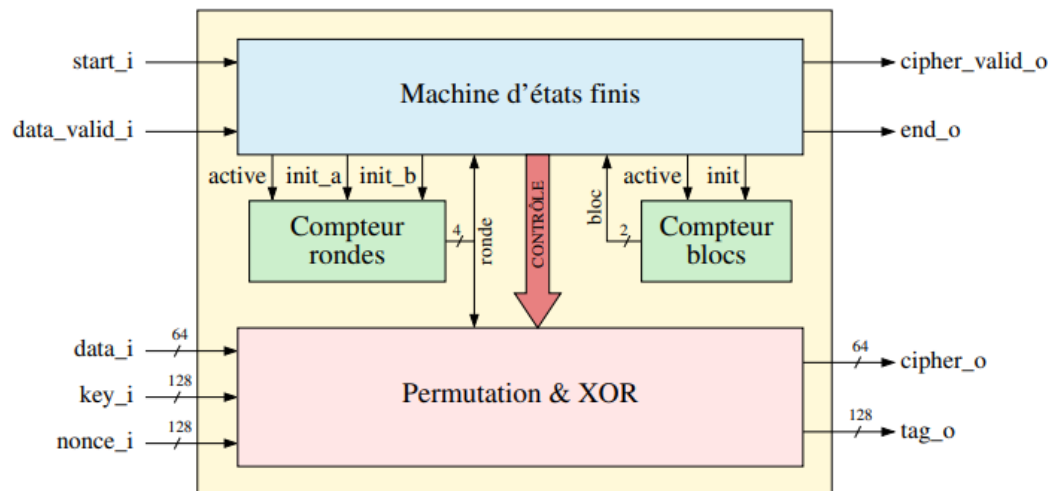 start_i
cipher_valid_o
Machine d'états finis
data_valid_i
end_o
active
init_a
init_b
active
init
bloc
CONTRÔLE
ronde
Compteur
rondes
4
2
Compteur
blocs
data_i
64
64
cipher_o
key_i
128
Permutation & XOR
nonce_i
128
128
tag_o